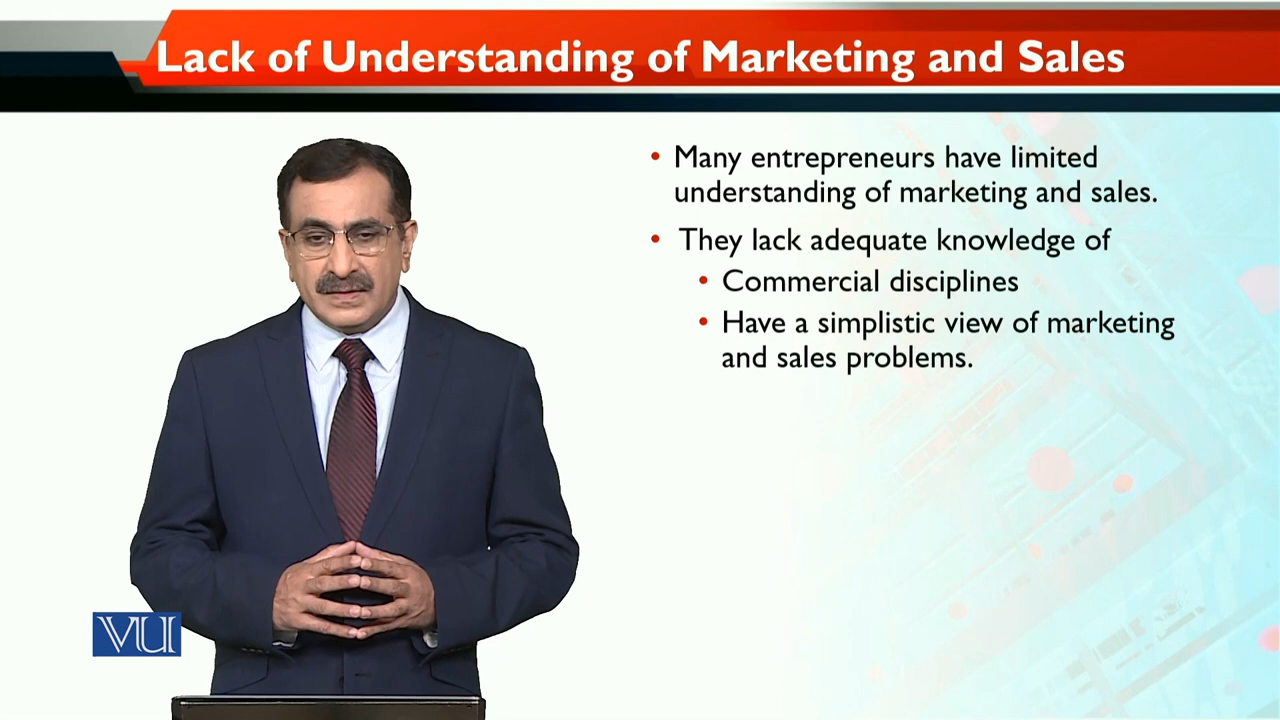 Lack of Understanding of Marketing and Sales
• Many entrepreneurs have limited
understanding of marketing and sales.
• They lack adequate knowledge of
• Commercial disciplines
• Have a simplistic view of marketing
and sales problems.
VU